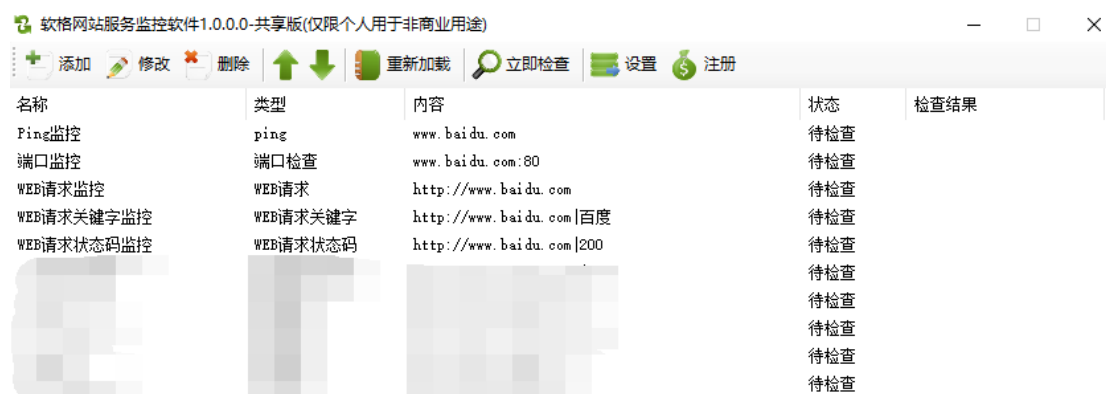 软格网站服务监控软件1.0.0.0-共享版(仅限个人用于非商业用途)
添加 修改 删除 重新加载 立即检查 设置 注册
名称 类型 内容 状态 检查结果
Ping监控 ping www.baidu.com 待检查
端口监控 端口检查 www.baidu.com:80 待检查
WEB请求监控 WEB请求 http://www.baidu.com 待检查
WEB请求关键字监控 WEB请求关键字 http://www.baidu.com|百度 待检查
WEB请求状态码监控 WEB请求状态码 http://www.baidu.com|200 待检查
待检查
待检查
待检查
待检查
待检查